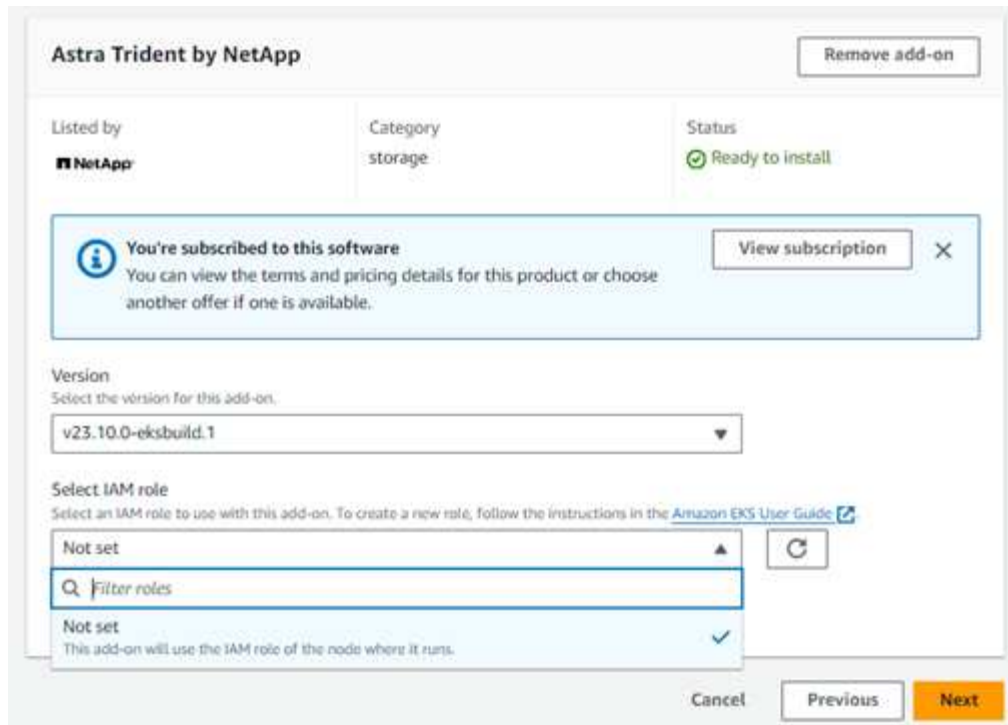 Astra Trident by NetApp
Remove add-on
Listed by
NetApp
Category
storage
Status
Ready to install
You're subscribed to this software
You can view the terms and pricing details for this product or choose
another offer if one is available.
View subscription
Version
Select the version for this add-on.
v23.10.0-eksbuild.1
Select IAM role
Select an IAM role to use with this add-on. To create a new role, follow the instructions in the Amazon EKS User Guide.
Not set
Filter roles
Not set
This add-on will use the IAM role of the node where it runs.
Cancel
Previous
Next